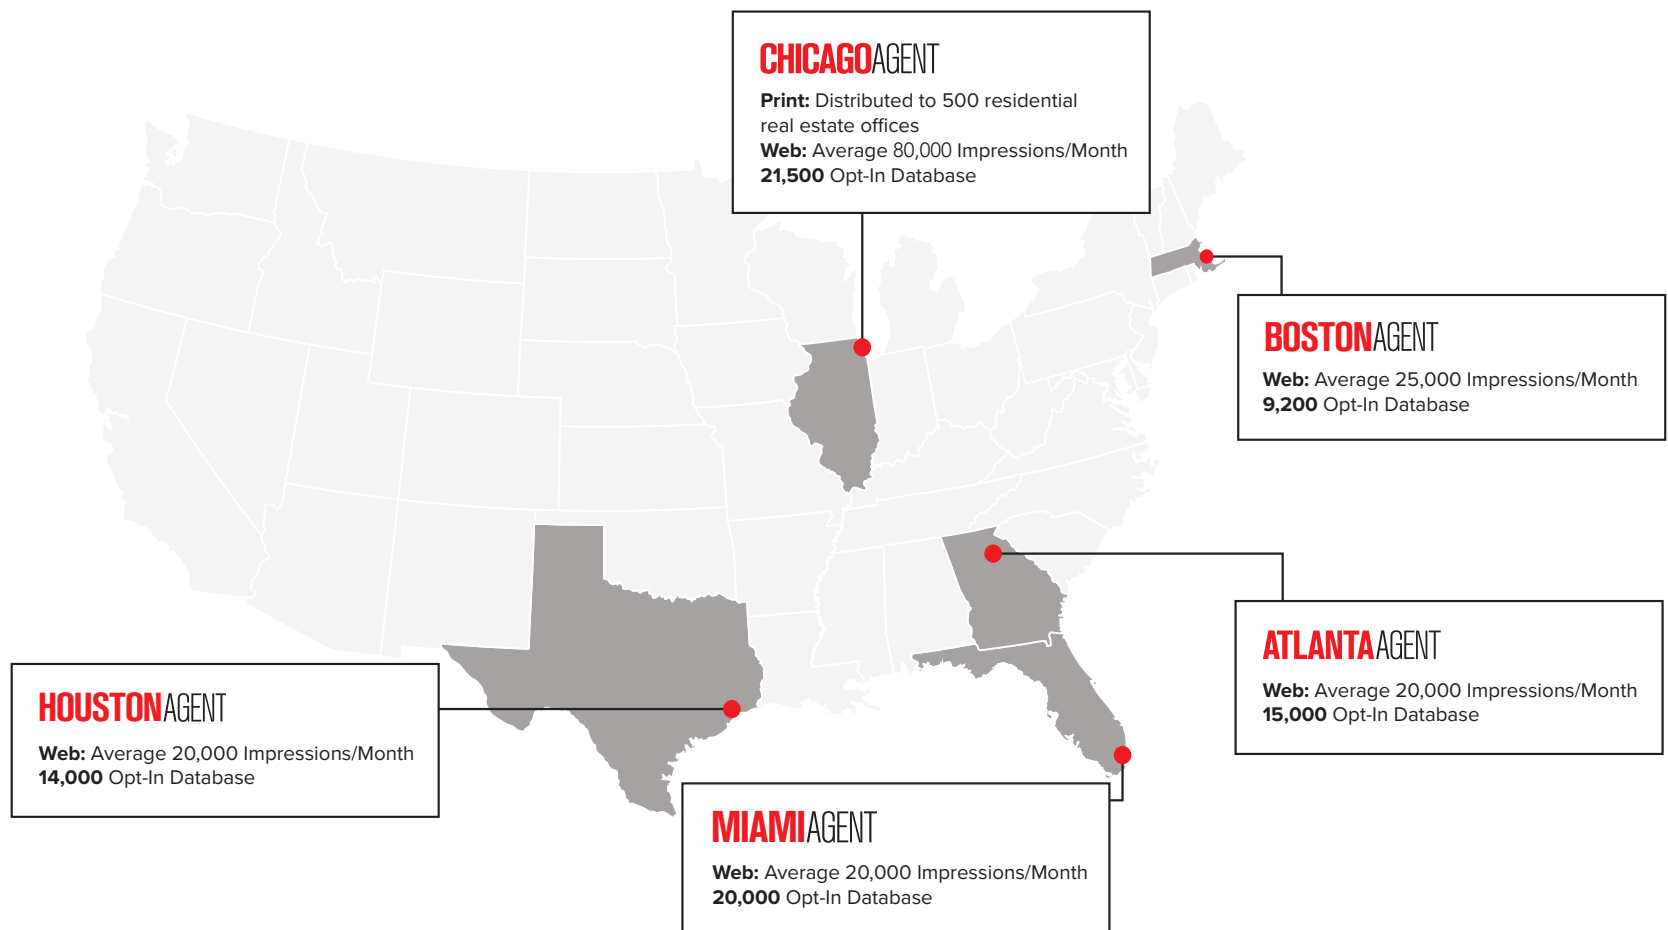 CHICAGOAGENT
Print: Distributed to 500 residential
real estate offices
Web: Average 80,000 Impressions/Month
21,500 Opt-In Database
BOSTONAGENT
Web: Average 25,000 Impressions/Month
9,200 Opt-In Database
ATLANTAAGENT
Web: Average 20,000 Impressions/Month
15,000 Opt-In Database
HOUSTONAGENT
Web: Average 20,000 Impressions/Month
14,000 Opt-In Database
MIAMIAGENT
Web: Average 20,000 Impressions/Month
20,000 Opt-In Database